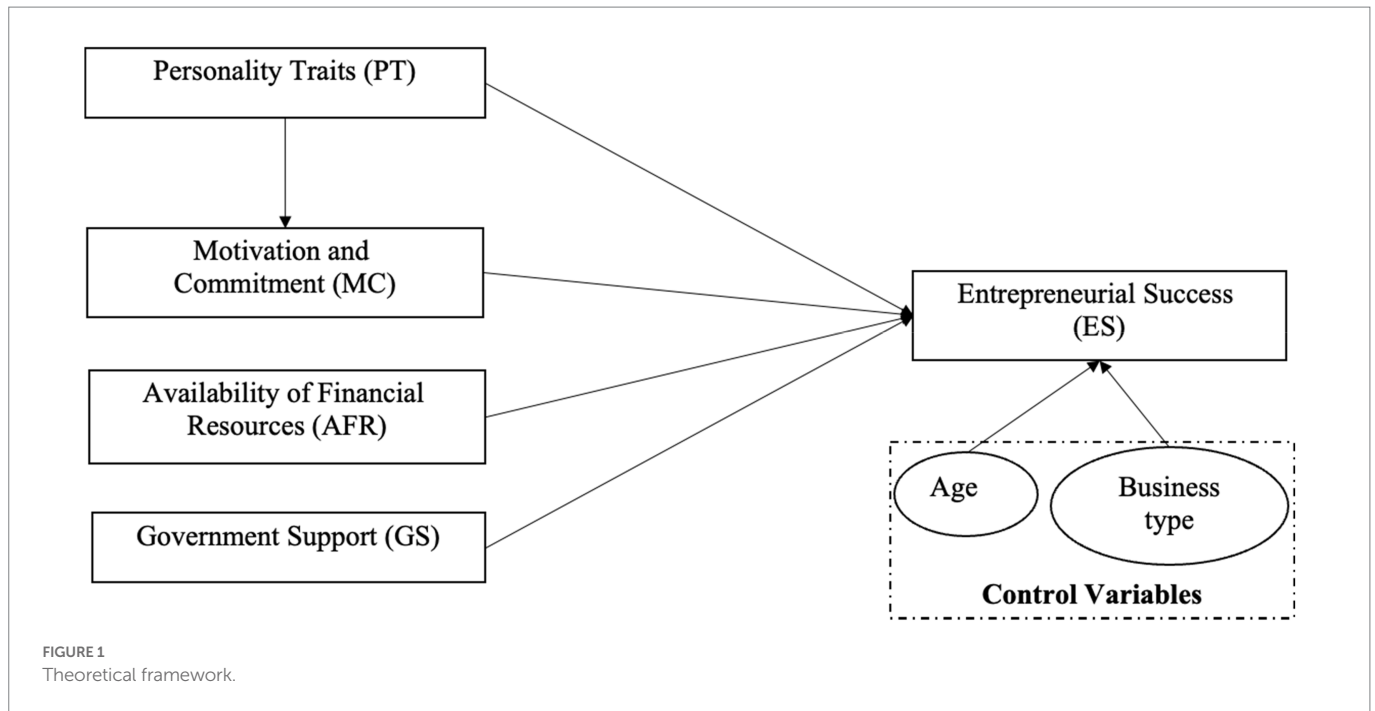 Personality Traits (PT)
Motivation and
Commitment (MC)
Availability of Financial
Resources (AFR)
Government Support (GS)
Entrepreneurial Success
(ES)
Age
Business
type
Control Variables
FIGURE 1
Theoretical framework.